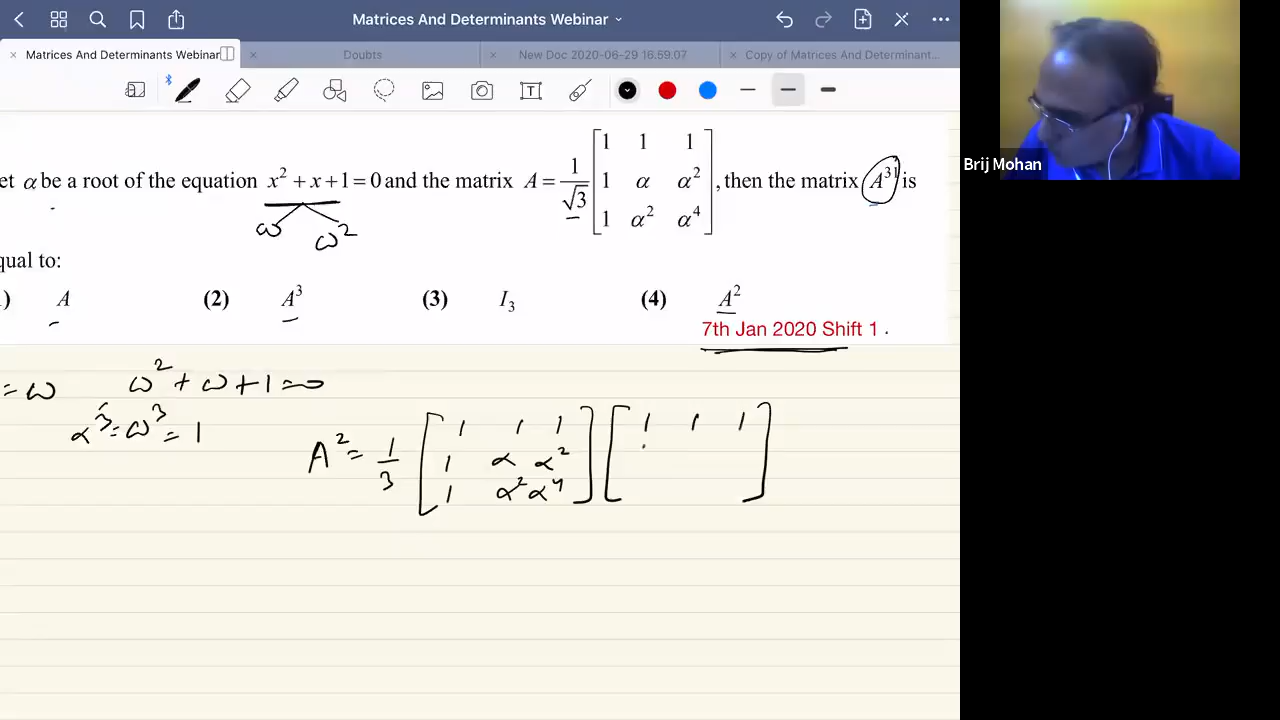 Matrices And Determinants Webinar
Matrices And Determinants Webinar
Doubts
New Doc 2020-06-29 16.59.07
Copy of Matrices And Determinant...
et α be a root of the equation x² + x + 1 = 0 and the matrix A = 1/√3 [1 1 1; 1 α α²; 1 α² α⁴], then the matrix A³¹ is
qual to:
) A (2) A³ (3) I₃ (4) A²
7th Jan 2020 Shift 1
ω ω²
= ω ω² + ω + 1 = 0
α³ = ω³ = 1
A² = 1/3 [1 1 1; 1 α α²; 1 α² α⁴] [1 1 1
Brij Mohan